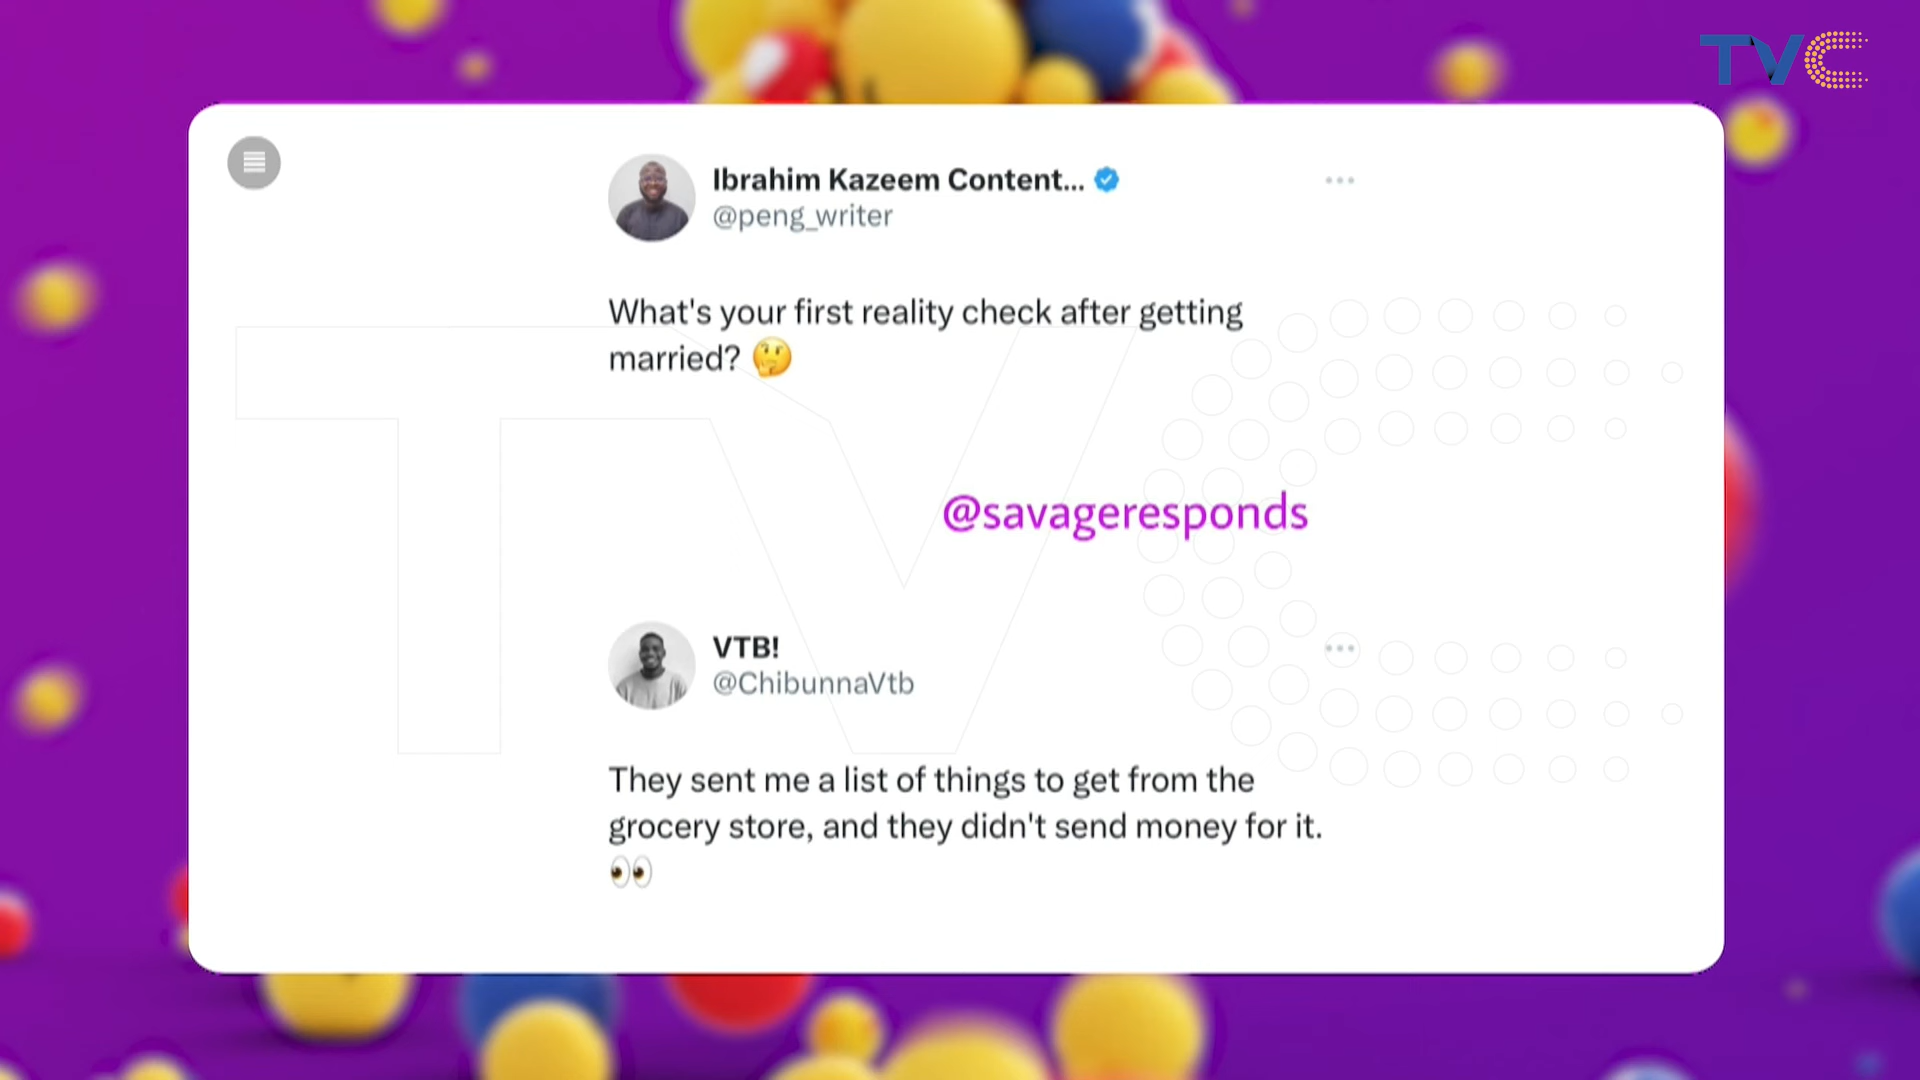 TVC
Ibrahim Kazeem Content...
@peng_writer
What's your first reality check after getting
married? 🤔
@savageresponds
VTB!
@ChibunnaVtb
They sent me a list of things to get from the
grocery store, and they didn't send money for it.
👀